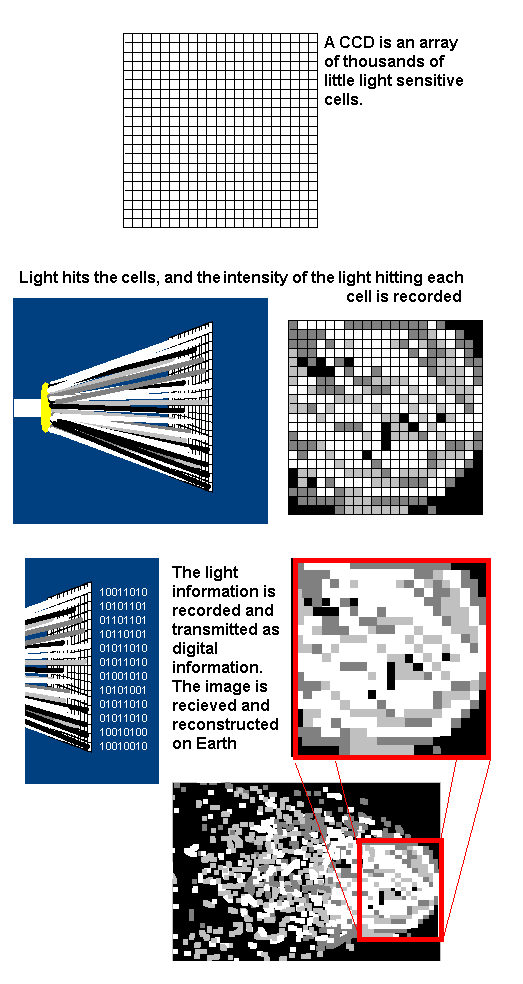 A CCD is an array
of thousands of
little light sensitive
cells.
Light hits the cells, and the intensity of the light hitting each
cell is recorded
10011010
10101101
01101101
10110101
01011010
01011010
01001010
10101001
01011010
01011010
10010100
10010010
The light
information is
recorded and
transmitted as
digital
information.
The image is
recieved and
reconstructed
on Earth